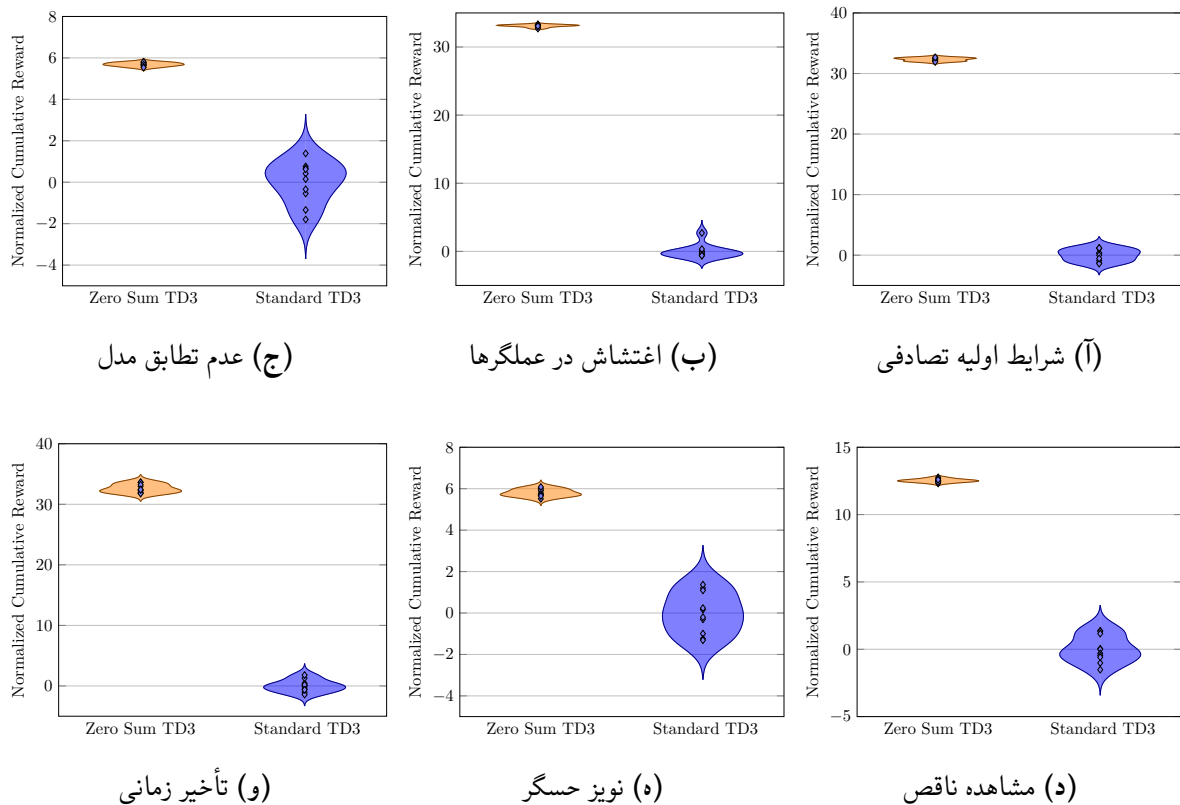 8
6
4
2
0
−2
−4
Normalized Cumulative Reward
Zero Sum TD3 Standard TD3
(ج) عدم تطابق مدل
30
20
10
0
Normalized Cumulative Reward
Zero Sum TD3 Standard TD3
(ب) اغتشاش در عملگرها
40
30
20
10
0
−10
Normalized Cumulative Reward
Zero Sum TD3 Standard TD3
(آ) شرایط اولیه تصادفی
40
30
20
10
0
Normalized Cumulative Reward
Zero Sum TD3 Standard TD3
(و) تأخیر زمانی
8
6
4
2
0
−2
−4
Normalized Cumulative Reward
Zero Sum TD3 Standard TD3
(ه) نویز حسگر
15
10
5
0
−5
Normalized Cumulative Reward
Zero Sum TD3 Standard TD3
(د) مشاهده ناقص